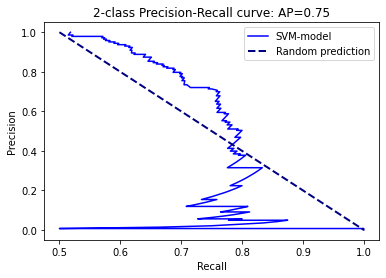 2-class Precision-Recall curve: AP=0.75
SVM-model
Random prediction
Precision
1.0
0.8
0.6
0.4
0.2
0.0
0.5 0.6 0.7 0.8 0.9 1.0
Recall